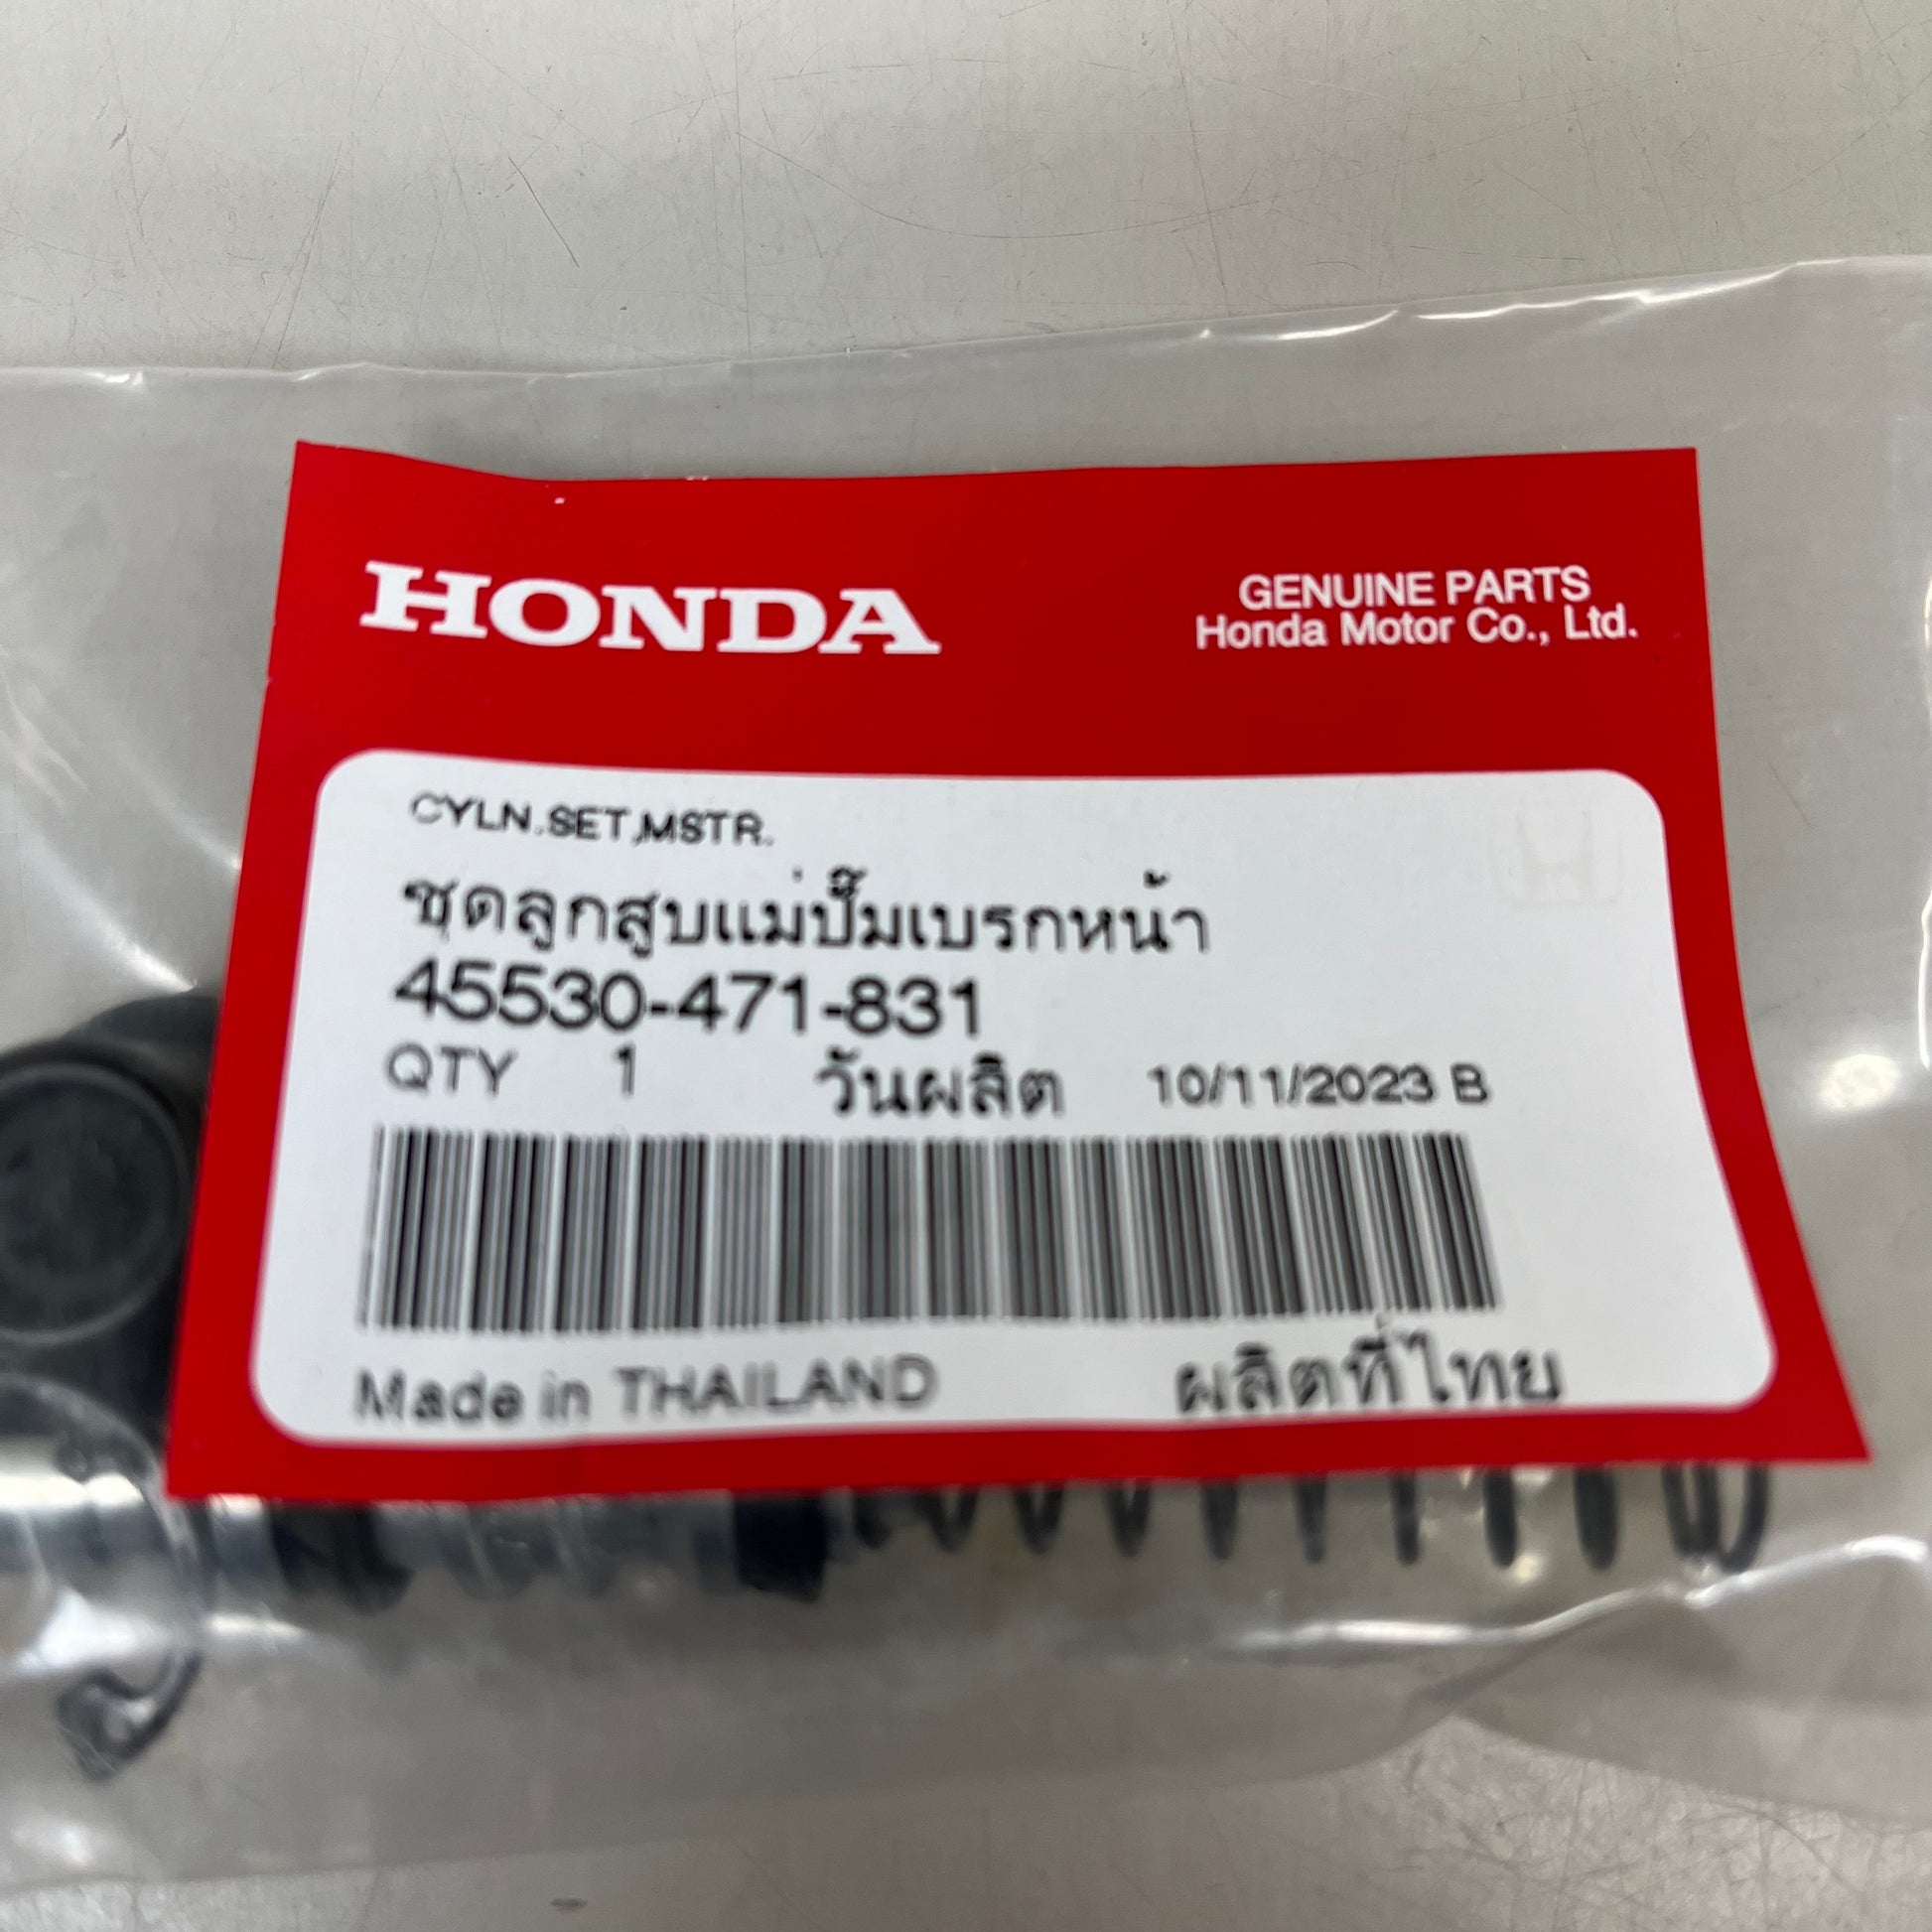 HONDA
GENUINE PARTS
Honda Motor Co., Ltd.
CYLN.SET,MSTR.
ชุดลูกสูบแม่ปั๊มเบรกหน้า
45530-471-831
QTY 1 วันผลิต 10/11/2023 B
Made in THAILAND ผลิตที่ไทย